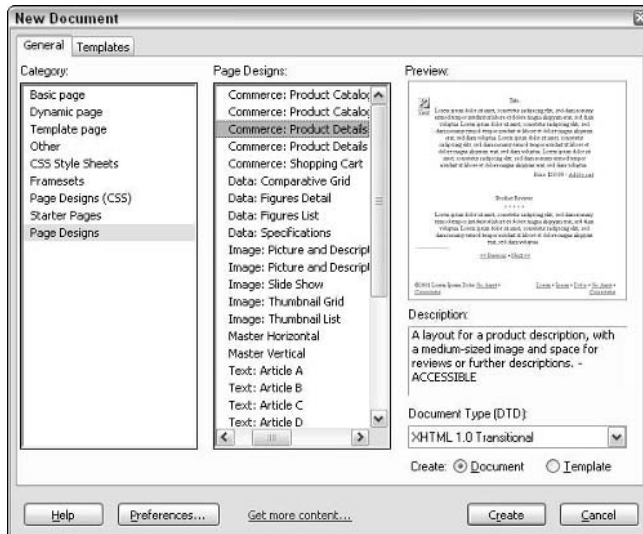 New Document
General Templates
Category:
Basic page
Dynamic page
Template page
Other
CSS Style Sheets
Framesets
Page Designs (CSS)
Starter Pages
Page Designs
Page Designs:
Commerce: Product Catalog
Commerce: Product Catalog
Commerce: Product Details
Commerce: Product Details
Commerce: Shopping Cart
Data: Comparative Grid
Data: Figures Detail
Data: Figures List
Data: Specifications
Image: Picture and Descript
Image: Picture and Descript
Image: Slide Show
Image: Thumbnail Grid
Image: Thumbnail List
Master Horizontal
Master Vertical
Text: Article A
Text: Article B
Text: Article C
Text: Article D
Preview:
Title
Product Reviews
Description:
A layout for a product description, with
a medium-sized image and space for
reviews or further descriptions. -
ACCESSIBLE
Document Type (DTD):
XHTML 1.0 Transitional
Create: Document Template
Help Preferences... Get more content... Create Cancel